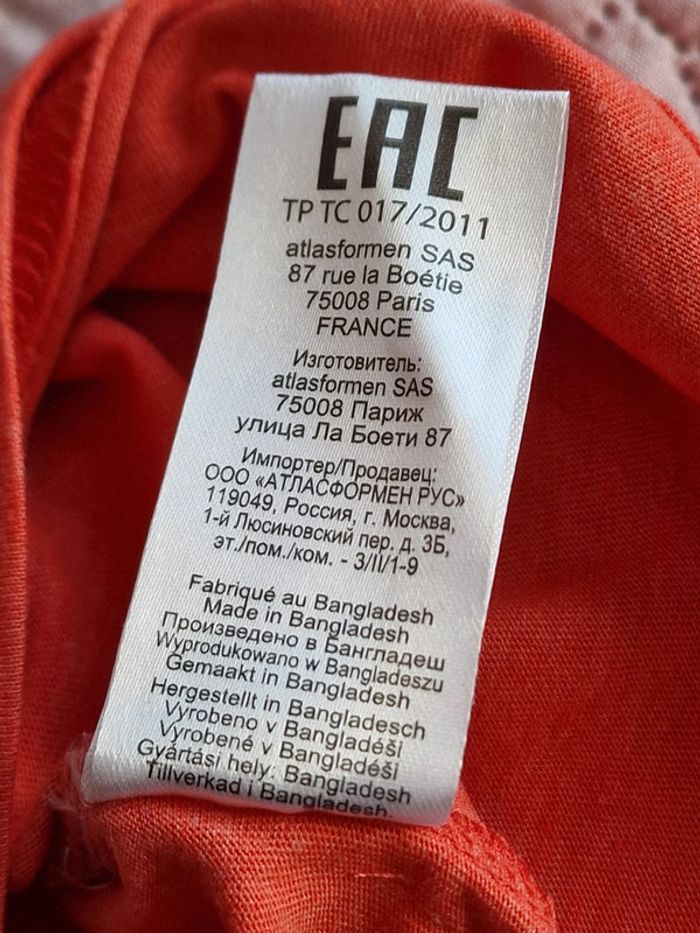 EAC
ТР ТС 017/2011
atlasformen SAS
87 rue la Boétie
75008 Paris
FRANCE
Изготовитель:
atlasformen SAS
75008 Париж
улица Ла Боети 87
Импортер/Продавец:
ООО «АТЛАСФОРМЕН РУС»
119049, Россия, г. Москва,
1-й Люсиновский пер. д. 3Б,
эт./пом./ком. - 3/II/1-9
Fabriqué au Bangladesh
Made in Bangladesh
Произведено в Бангладеш
Wyprodukowano w Bangladeszu
Gemaakt in Bangladesh
Hergestellt in Bangladesch
Vyrobeno v Bangladéši
Vyrobené v Bangladéši
Gyártási hely: Bangladesh
Tillverkad i Bangladesh